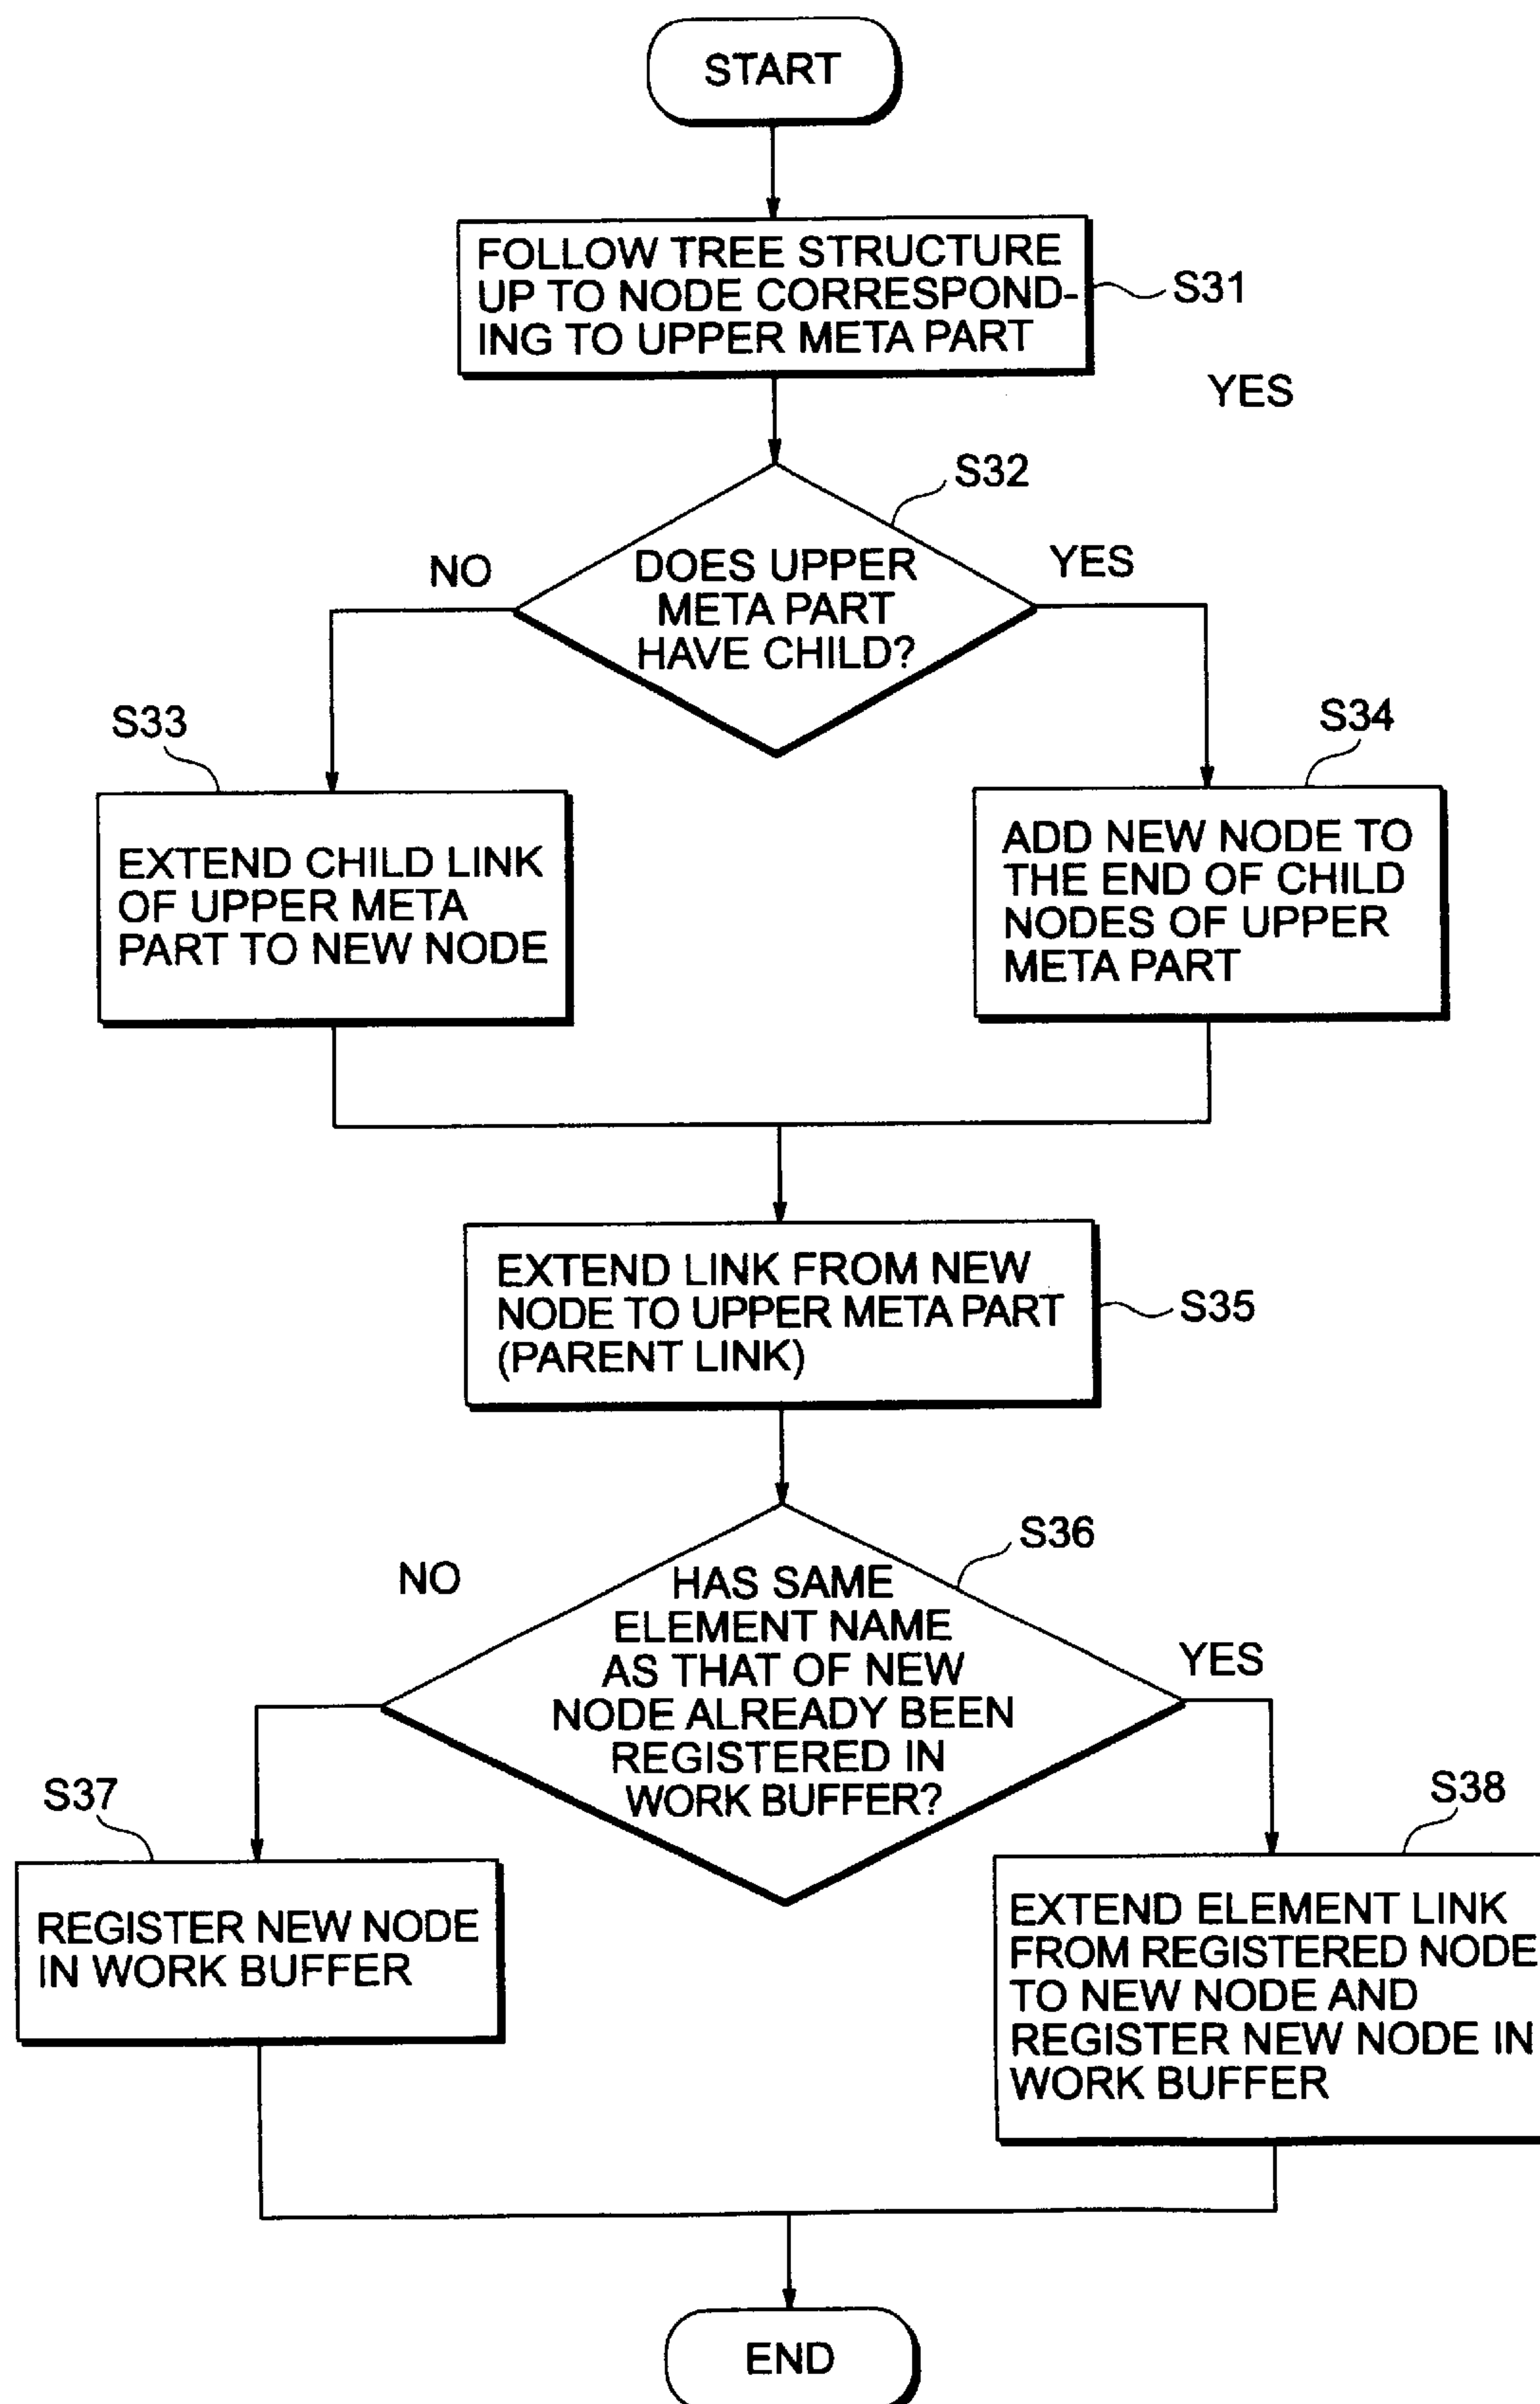 START
FOLLOW TREE STRUCTURE
UP TO NODE CORRESPOND-
ING TO UPPER META PART
S31
YES
S32
DOES UPPER
META PART
HAVE CHILD?
NO
YES
S33
EXTEND CHILD LINK
OF UPPER META
PART TO NEW NODE
S34
ADD NEW NODE TO
THE END OF CHILD
NODES OF UPPER
META PART
EXTEND LINK FROM NEW
NODE TO UPPER META PART
(PARENT LINK)
S35
S36
HAS SAME
ELEMENT NAME
AS THAT OF NEW
NODE ALREADY BEEN
REGISTERED IN
WORK BUFFER?
NO
YES
S37
REGISTER NEW NODE
IN WORK BUFFER
S38
EXTEND ELEMENT LINK
FROM REGISTERED NODE
TO NEW NODE AND
REGISTER NEW NODE IN
WORK BUFFER
END